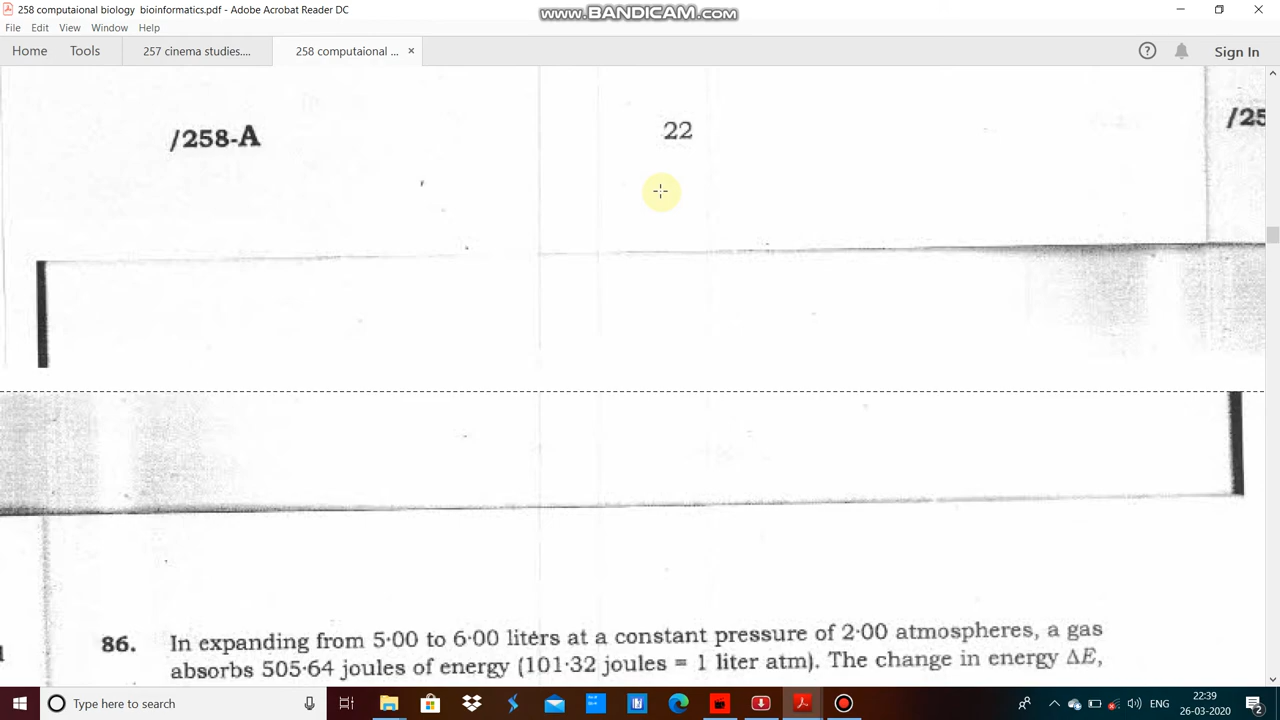 258 computaional biology  bioinformatics.pdf - Adobe Acrobat Reader DC
www.BANDICAM.com
File Edit View Window Help
Home Tools 257 cinema studies.... 258 computaional ... × Sign In
/258-A
22
/25
86. In expanding from 5·00 to 6·00 liters at a constant pressure of 2·00 atmospheres, a gas
absorbs 505·64 joules of energy (101·32 joules = 1 liter atm). The change in energy ΔE,
Type here to search
ENG
22:39
26-03-2020
2